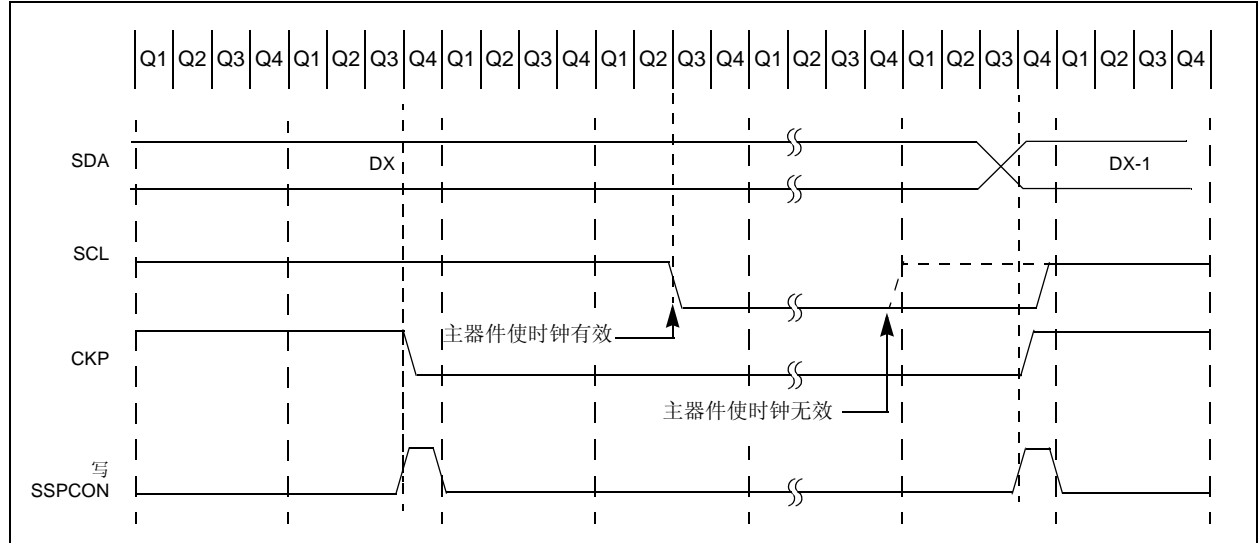 Q1 Q2 Q3 Q4 Q1 Q2 Q3 Q4 Q1 Q2 Q3 Q4 Q1 Q2 Q3 Q4 Q1 Q2 Q3 Q4 Q1 Q2 Q3 Q4 Q1 Q2 Q3 Q4
SDA
DX
DX-1
SCL
主器件使时钟有效
CKP
主器件使时钟无效
写
SSPCON